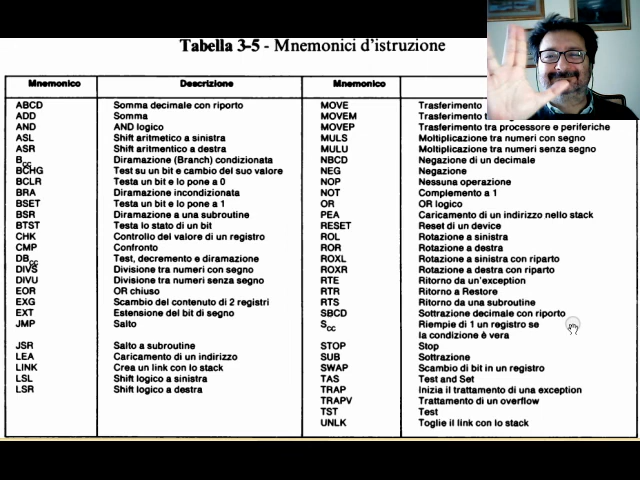 Tabella 3-5 - Mnemonici d'istruzione
Mnemonico Descrizione Mnemonico
ABCD Somma decimale con riporto MOVE Trasferimento
ADD Somma MOVEM Trasferimento
AND AND logico MOVEP Trasferimento tra processore e periferiche
ASL Shift aritmetico a sinistra MULS Moltiplicazione tra numeri con segno
ASR Shift aritmentico a destra MULU Moltiplicazione tra numeri senza segno
Bcc Diramazione (Branch) condizionata NBCD Negazione di un decimale
BCHG Test su un bit e cambio del suo valore NEG Negazione
BCLR Testa un bit e lo pone a 0 NOP Nessuna operazione
BRA Diramazione incondizionata NOT Complemento a 1
BSET Testa un bit e lo pone a 1 OR OR logico
BSR Diramazione a una subroutine PEA Caricamento di un indirizzo nello stack
BTST Testa lo stato di un bit RESET Reset di un device
CHK Controllo del valore di un registro ROL Rotazione a sinistra
CMP Confronto ROR Rotazione a destra
DBcc Test, decremento e diramazione ROXL Rotazione a sinistra con riparto
DIVS Divisione tra numeri con segno ROXR Rotazione a destra con riparto
DIVU Divisione tra numeri senza segno RTE Ritorno da un'exception
EOR OR chiuso RTR Ritorno a Restore
EXG Scambio del contenuto di 2 registri RTS Ritorno da una subroutine
EXT Estensione del bit di segno SBCD Sottrazione decimale con riporto
JMP Salto Scc Riempie di 1 un registro se
la condizione è vera
JSR Salto a subroutine STOP Stop
LEA Caricamento di un indirizzo SUB Sottrazione
LINK Crea un link con lo stack SWAP Scambio di bit in un registro
LSL Shift logico a sinistra TAS Test and Set
LSR Shift logico a destra TRAP Inizia il trattamento di una exception
TRAPV Trattamento di un overflow
TST Test
UNLK Toglie il link con lo stack